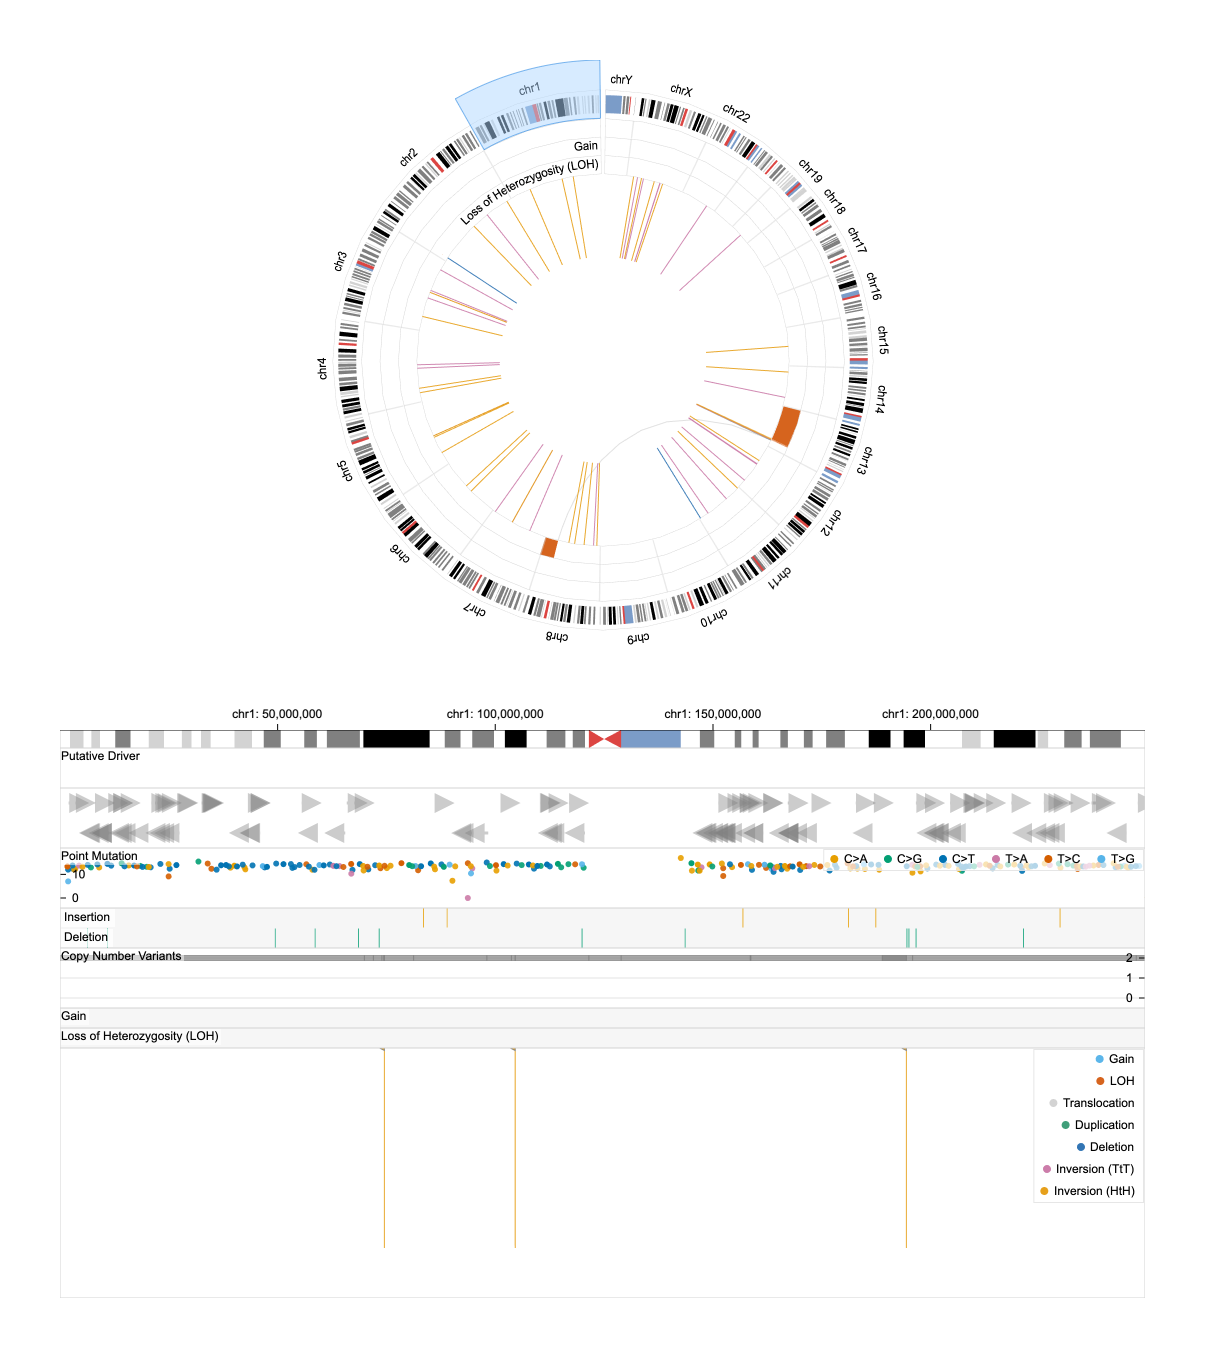 chr1
chrY
chrX
chr22
chr19
chr18
chr17
chr16
chr15
chr14
chr13
chr12
chr11
chr10
chr9
chr8
chr7
chr6
chr5
chr4
chr3
chr2
Gain
Loss of Heterozygosity (LOH)
chr1: 50,000,000 chr1: 100,000,000 chr1: 150,000,000 chr1: 200,000,000
Putative Driver
Point Mutation
C>A C>G C>T T>A T>C T>G
10
0
Insertion
Deletion
Copy Number Variants
2
1
0
Gain
Loss of Heterozygosity (LOH)
Gain
LOH
Translocation
Duplication
Deletion
Inversion (TtT)
Inversion (HtH)